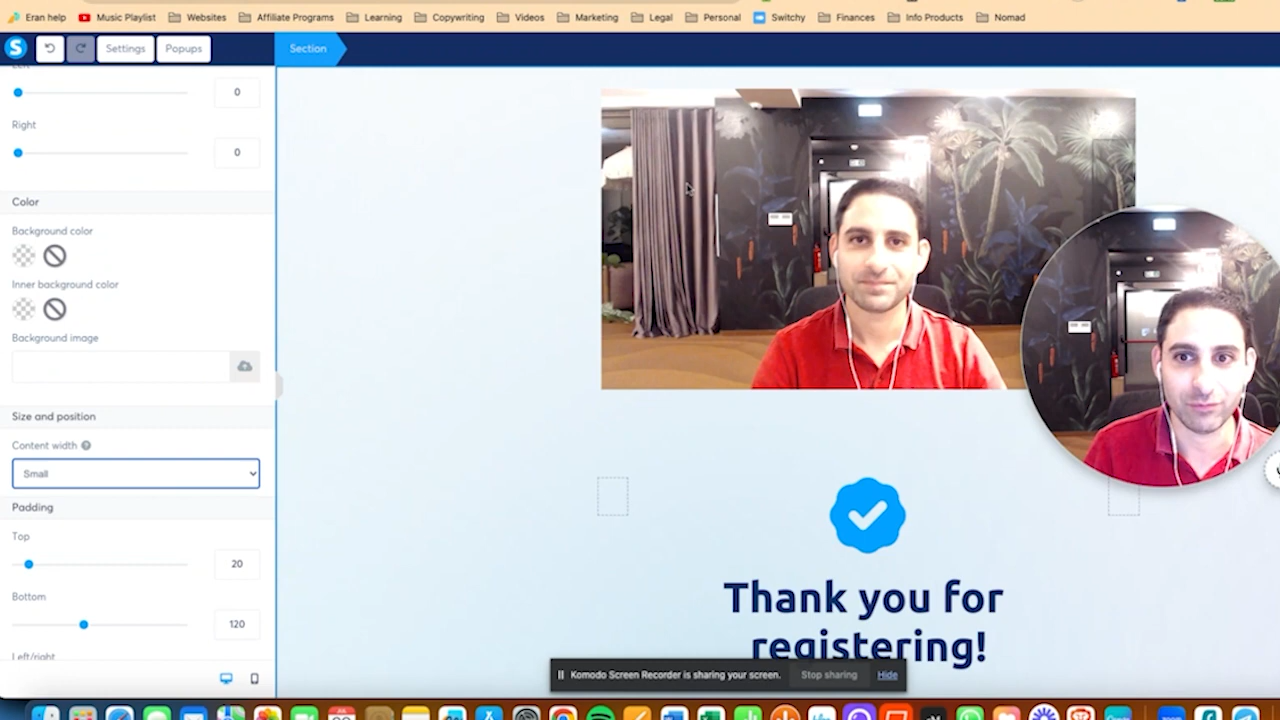 Eran help
Music Playlist
Websites
Affiliate Programs
Learning
Copywriting
Videos
Marketing
Legal
Personal
Switchy
Finances
Info Products
Nomad
S
Settings
Popups
Section
Left
0
Right
0
Color
Background color
Inner background color
Background image
Size and position
Content width ?
Small
Padding
Top
20
Bottom
120
Left/right
Thank you for
registering!
Komodo Screen Recorder is sharing your screen.
Stop sharing
Hide